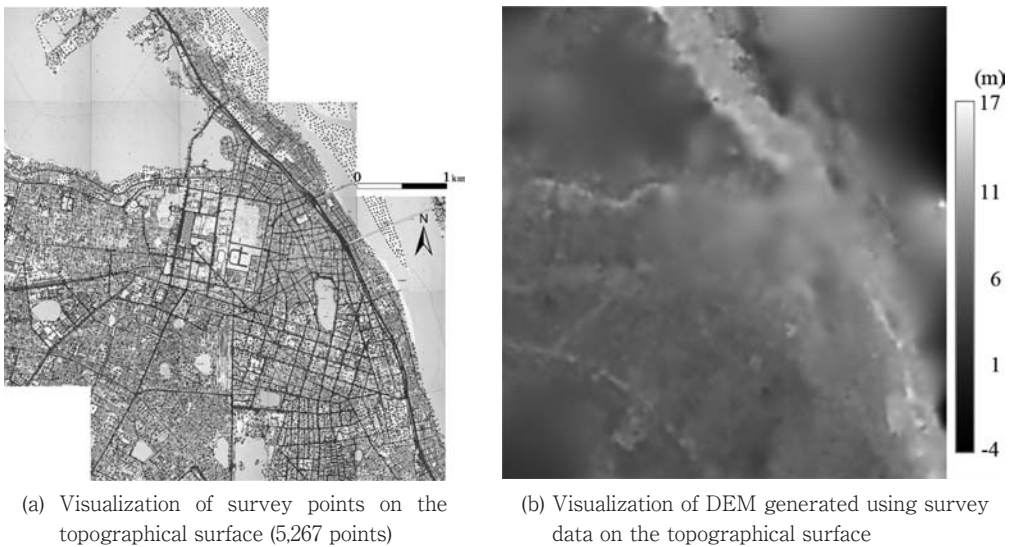 0 1 km
N
(m)
17
11
6
1
-4
(a) Visualization of survey points on the
topographical surface (5,267 points)
(b) Visualization of DEM generated using survey
data on the topographical surface